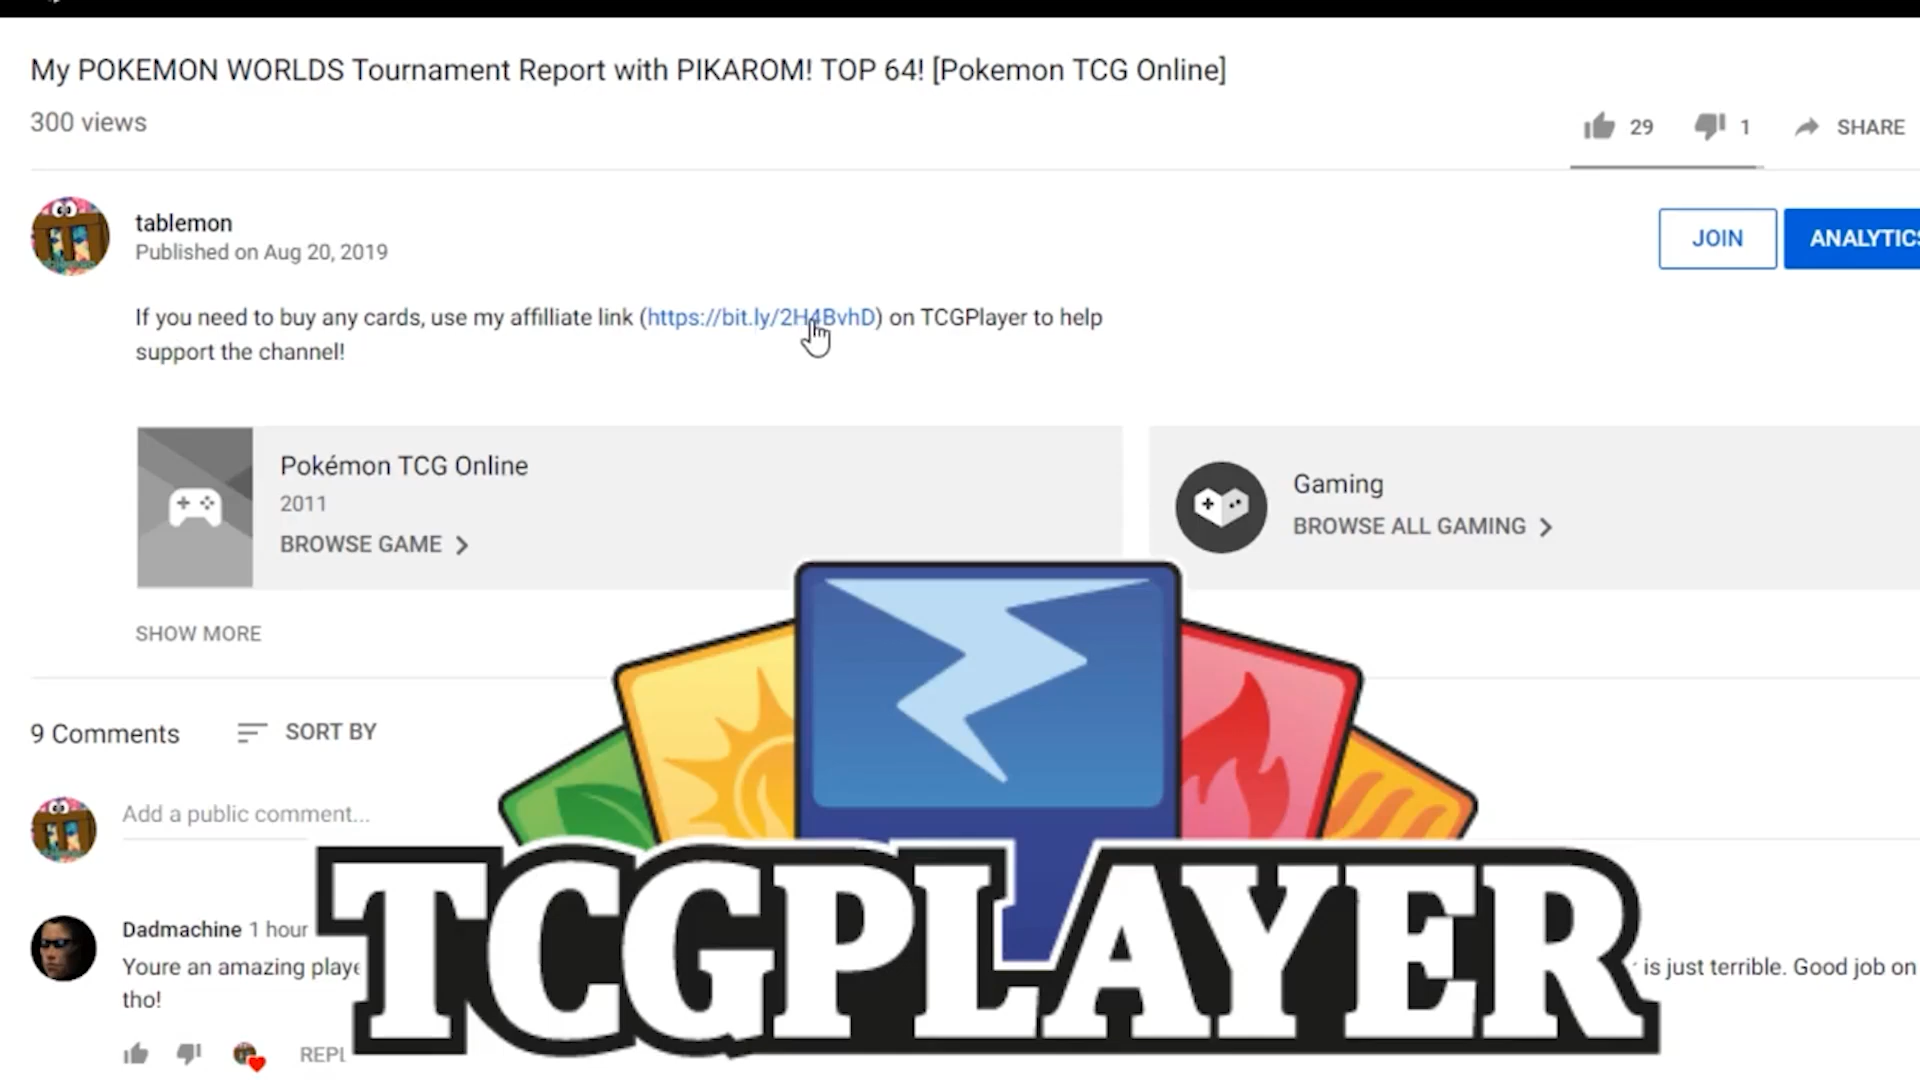 My POKEMON WORLDS Tournament Report with PIKAROM! TOP 64! [Pokemon TCG Online]
300 views
29 1 SHARE
tablemon
Published on Aug 20, 2019
JOIN ANALYTICS
If you need to buy any cards, use my affilliate link (https://bit.ly/2H4BvhD) on TCGPlayer to help
support the channel!
Pokémon TCG Online
2011
BROWSE GAME
Gaming
BROWSE ALL GAMING
SHOW MORE
9 Comments SORT BY
Add a public comment...
Dadmachine 1 hour
Youre an amazing playe
is just terrible. Good job on
tho!
REPL
TCGPLAYER